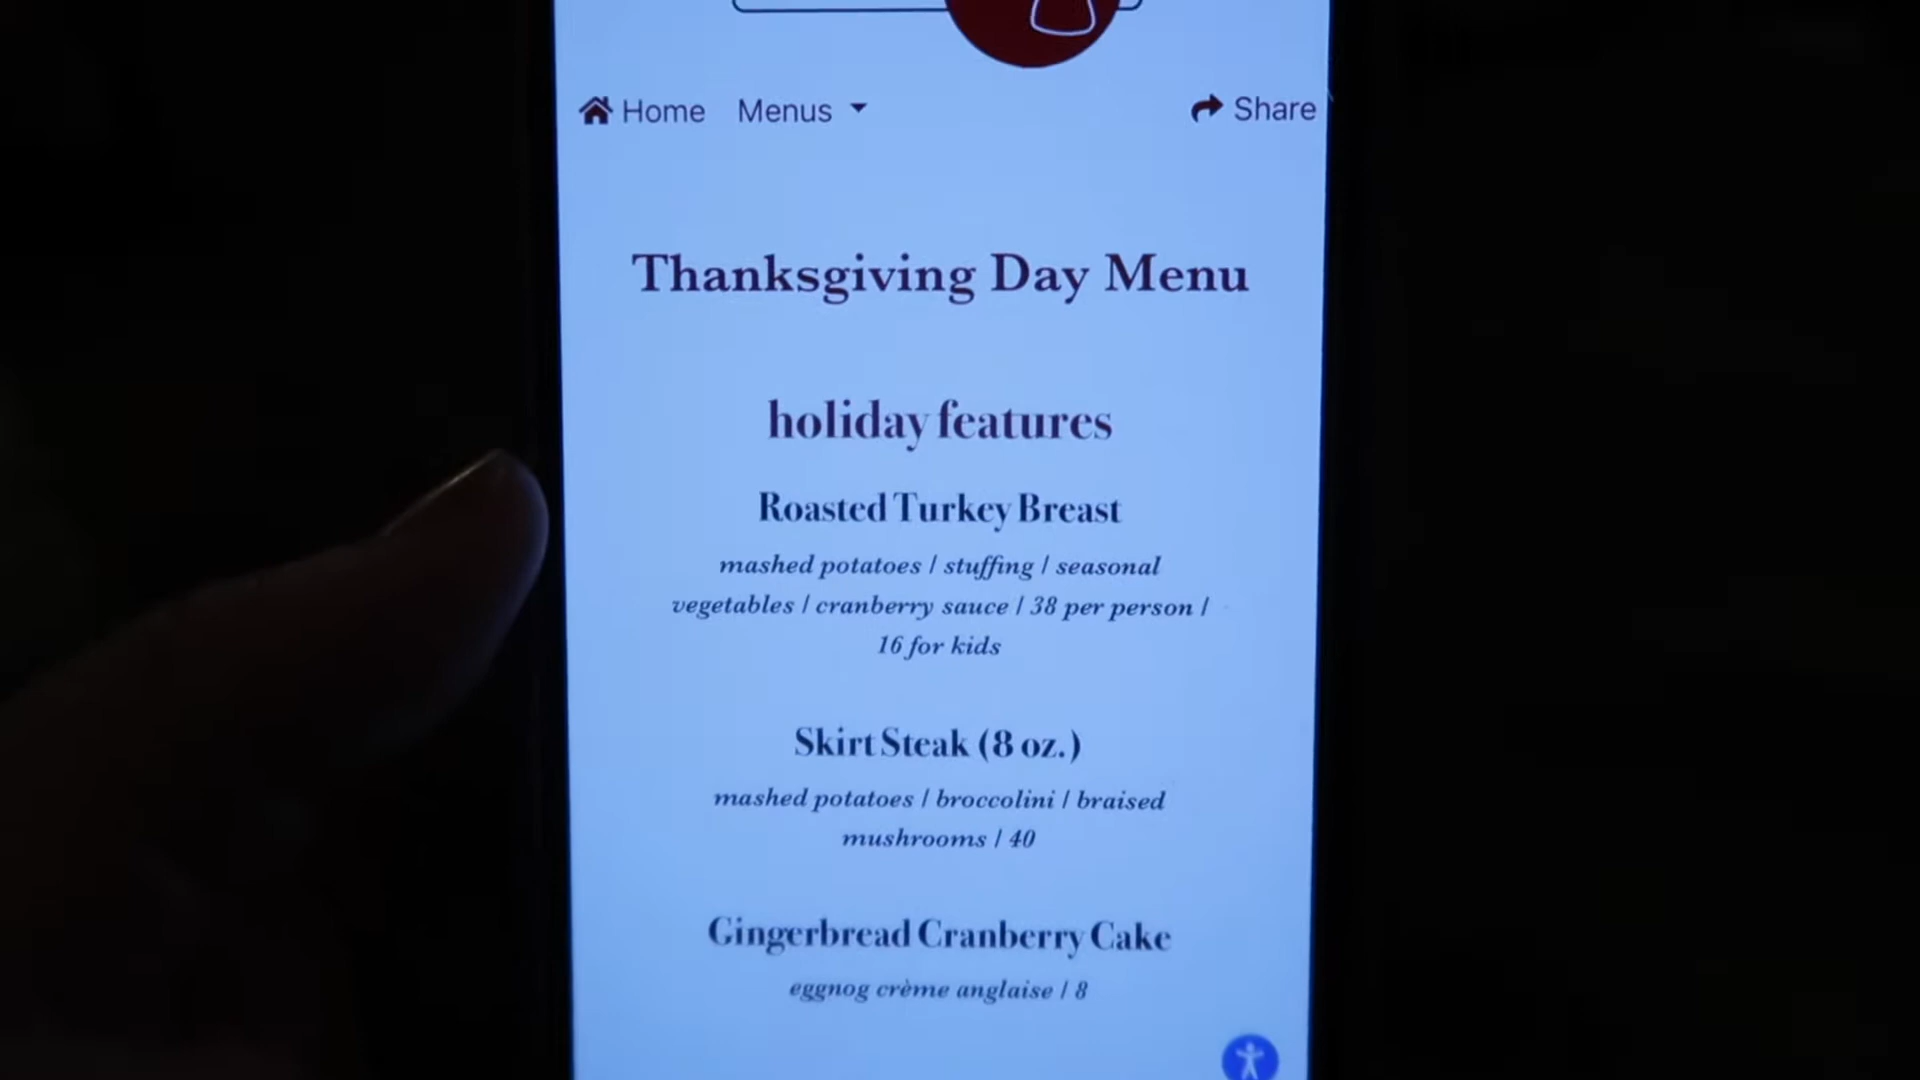 Home Menus Share
Thanksgiving Day Menu
holiday features
Roasted Turkey Breast
mashed potatoes / stuffing / seasonal
vegetables / cranberry sauce / 38 per person /
16 for kids
Skirt Steak (8 oz.)
mashed potatoes / broccolini / braised
mushrooms / 40
Gingerbread Cranberry Cake
eggnog crème anglaise / 8